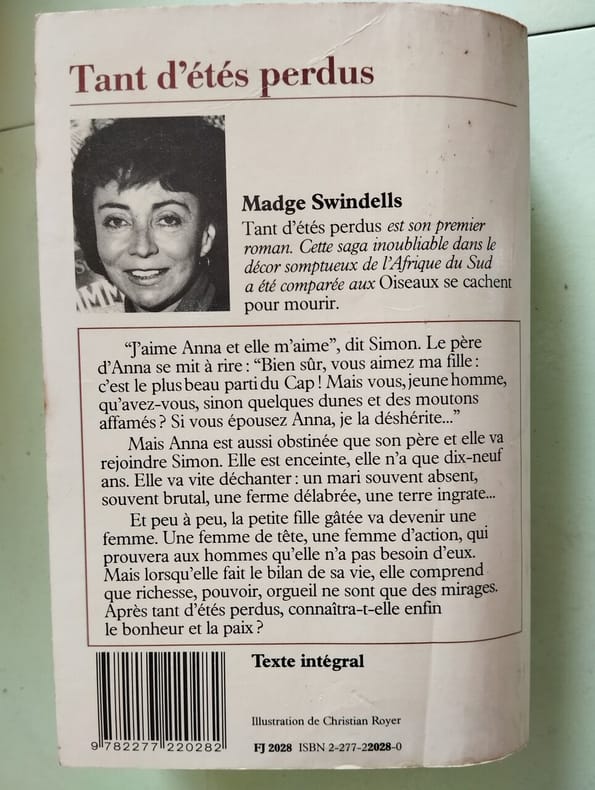 Tant d'étés perdus
Madge Swindells
Tant d'étés perdus est son premier
roman. Cette saga inoubliable dans le
décor somptueux de l'Afrique du Sud
a été comparée aux Oiseaux se cachent
pour mourir.
"J'aime Anna et elle m'aime", dit Simon. Le père
d'Anna se mit à rire : "Bien sûr, vous aimez ma fille :
c'est le plus beau parti du Cap ! Mais vous, jeune homme,
qu'avez-vous, sinon quelques dunes et des moutons
affamés ? Si vous épousez Anna, je la déshérite..."
Mais Anna est aussi obstinée que son père et elle va
rejoindre Simon. Elle est enceinte, elle n'a que dix-neuf
ans. Elle va vite déchanter : un mari souvent absent,
souvent brutal, une ferme délabrée, une terre ingrate...
Et peu à peu, la petite fille gâtée va devenir une
femme. Une femme de tête, une femme d'action, qui
prouvera aux hommes qu'elle n'a pas besoin d'eux.
Mais lorsqu'elle fait le bilan de sa vie, elle comprend
que richesse, pouvoir, orgueil ne sont que des mirages.
Après tant d'étés perdus, connaîtra-t-elle enfin
le bonheur et la paix ?
Texte intégral
Illustration de Christian Royer
9 782277 220282
FJ 2028 ISBN 2-277-22028-0